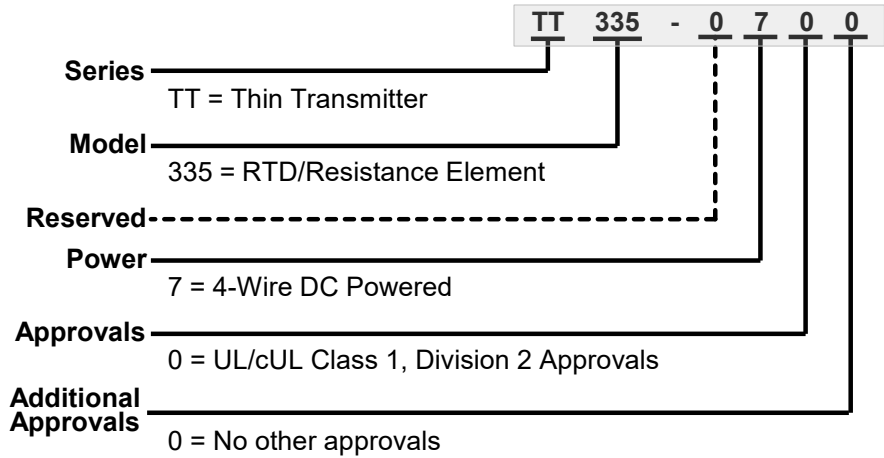 TT 335 - 0 7 0 0
Series
TT = Thin Transmitter
Model
335 = RTD/Resistance Element
Reserved
Power
7 = 4-Wire DC Powered
Approvals
0 = UL/cUL Class 1, Division 2 Approvals
Additional
Approvals
0 = No other approvals